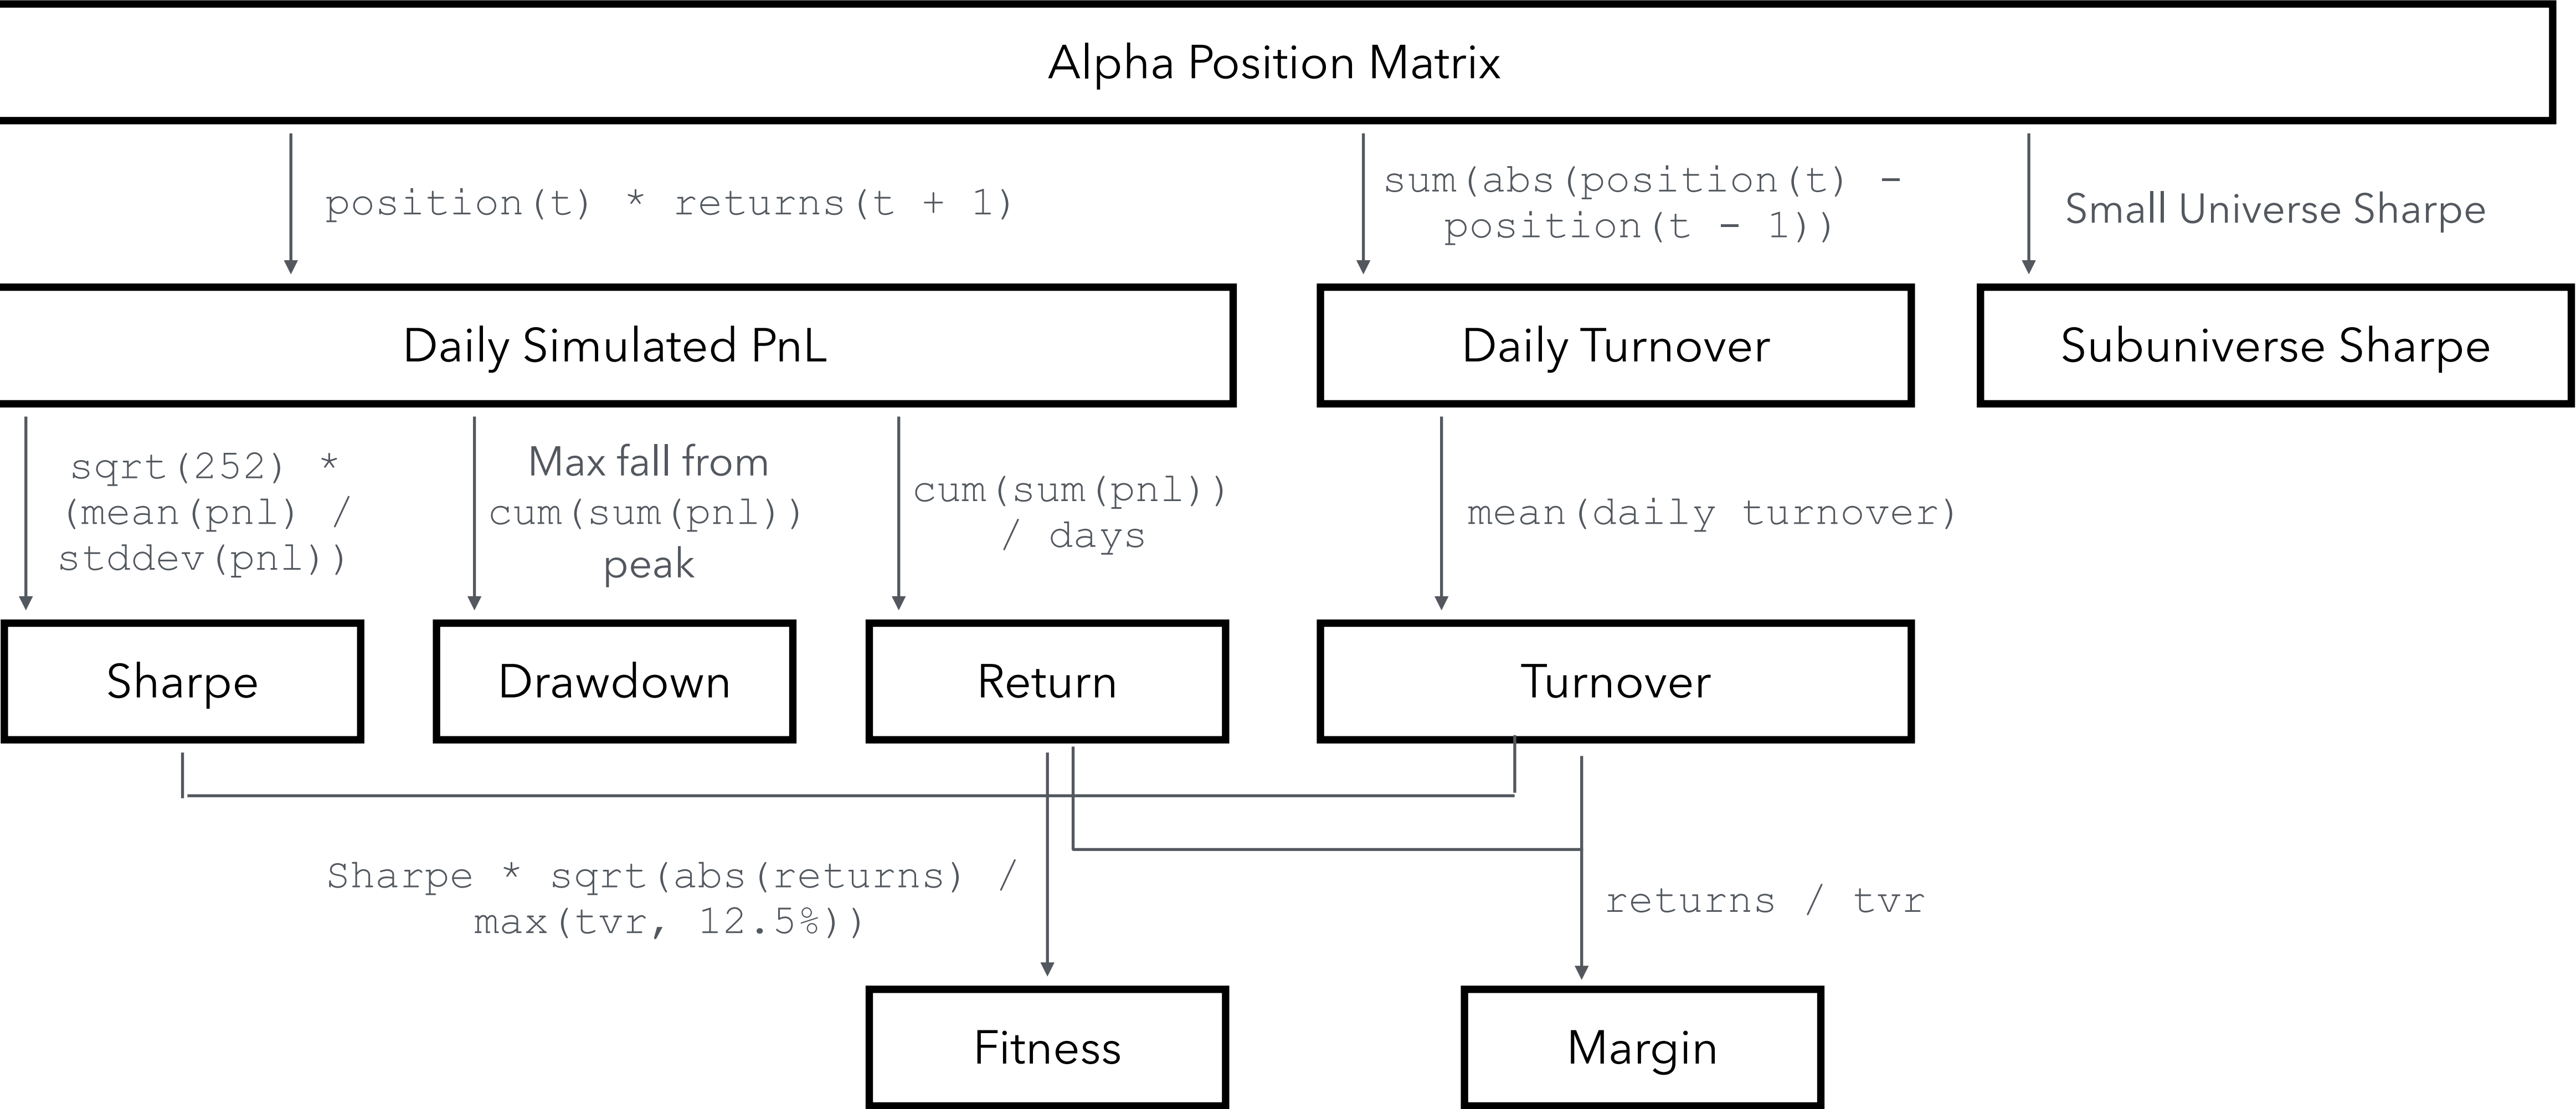 Alpha Position Matrix
position(t) * returns(t + 1)
sum(abs(position(t) -
position(t - 1))
Small Universe Sharpe
Daily Simulated PnL
Daily Turnover
Subuniverse Sharpe
sqrt(252) *
(mean(pnl) /
stddev(pnl))
Max fall from
cum(sum(pnl))
peak
cum(sum(pnl))
/ days
mean(daily turnover)
Sharpe
Drawdown
Return
Turnover
Sharpe * sqrt(abs(returns) /
max(tvr, 12.5%))
returns / tvr
Fitness
Margin